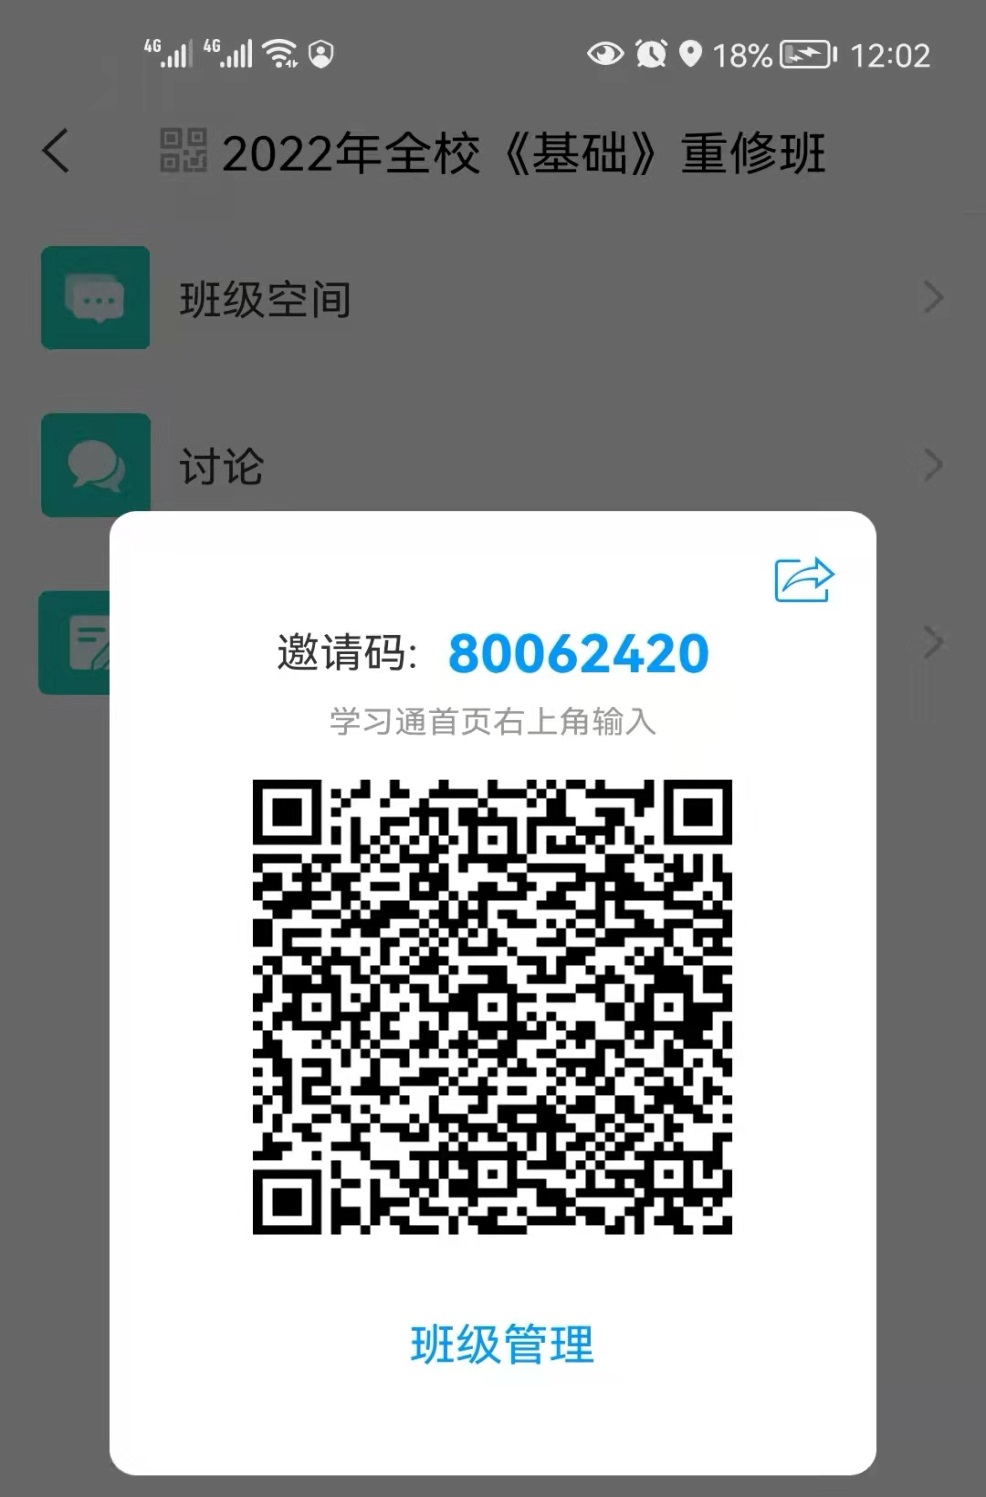 4G 4G 18% 12:02
2022年全校《基础》重修班
班级空间
讨论
邀请码: 80062420
学习通首页右上角输入
班级管理